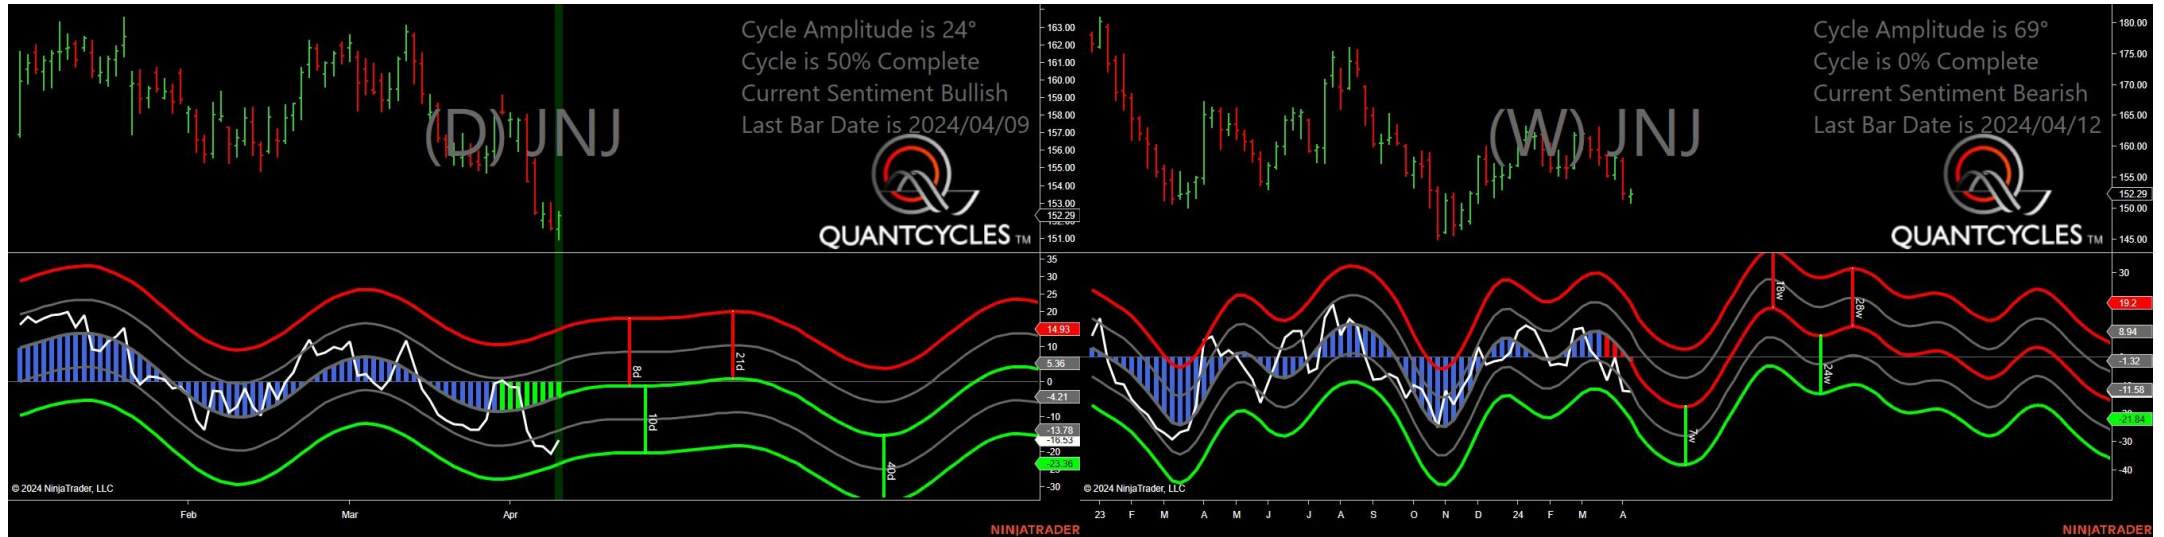 Cycle Amplitude is 24°
Cycle is 50% Complete
Current Sentiment Bullish
Last Bar Date is 2024/04/09
(D) JNJ
QUANTCYCLES TM
163.00
162.00
161.00
160.00
159.00
158.00
157.00
156.00
155.00
154.00
153.00
152.29
151.00
35
30
25
20
14.93
10
5.36
0
-4.21
-10
-13.78
-16.53
-20
-23.36
-30
8d
10d
21d
40d
© 2024 NinjaTrader, LLC
Feb
Mar
Apr
NINJATRADER
Cycle Amplitude is 69°
Cycle is 0% Complete
Current Sentiment Bearish
Last Bar Date is 2024/04/12
(W) JNJ
QUANTCYCLES TM
180.00
175.00
170.00
165.00
160.00
155.00
152.29
150.00
145.00
30
19.2
8.94
-1.32
-11.58
-21.84
-30
-40
7w
18w
24w
28w
© 2024 NinjaTrader, LLC
23
F
M
A
M
J
J
A
S
O
N
D
24
F
M
A
NINJATRADER